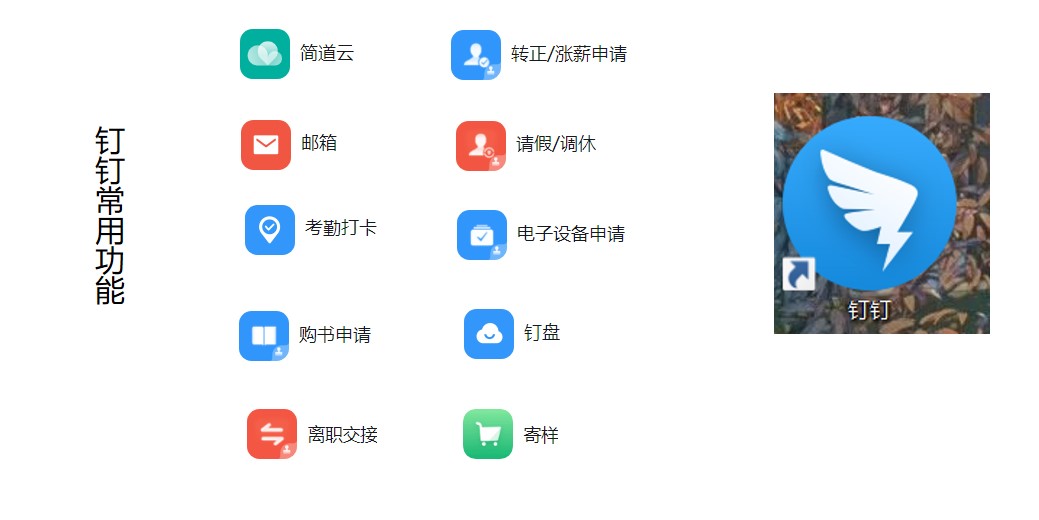 钉钉常用功能
简道云
转正/涨薪申请
邮箱
请假/调休
考勤打卡
电子设备申请
购书申请
钉盘
离职交接
寄样
钉钉